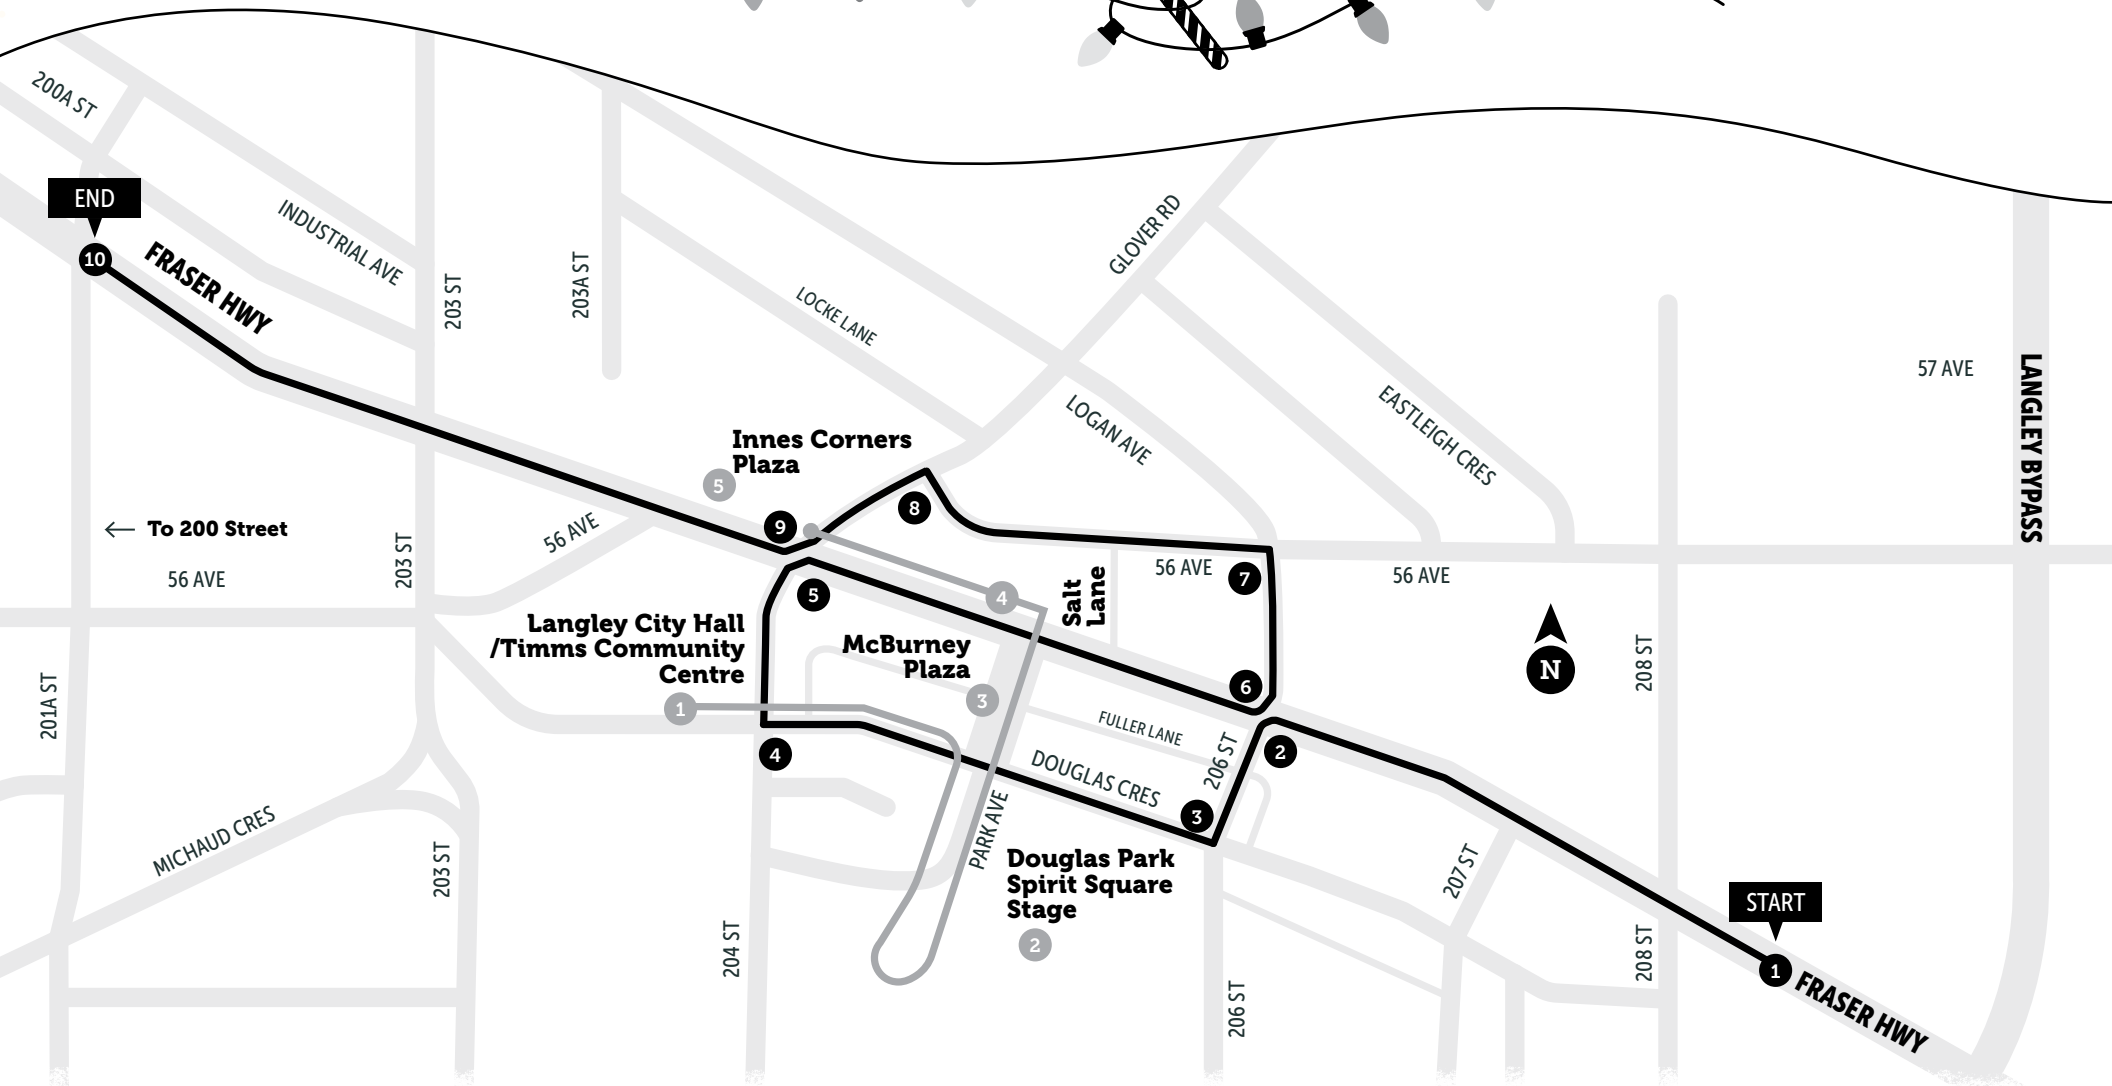 200A ST
END
10
FRASER HWY
INDUSTRIAL AVE
203 ST
203A ST
LOCKE LANE
GLOVER RD
LOGAN AVE
EASTLEIGH CRES
57 AVE
LANGLEY BYPASS
Innes Corners
Plaza
5
9
8
To 200 Street
56 AVE
203 ST
56 AVE
5
4
Salt
Lane
56 AVE
7
56 AVE
Langley City Hall
/Timms Community
Centre
1
McBurney
Plaza
3
6
N
208 ST
201A ST
4
FULLER LANE
206 ST
2
DOUGLAS CRES
3
PARK AVE
MICHAUD CRES
203 ST
Douglas Park
Spirit Square
Stage
2
207 ST
START
1
FRASER HWY
204 ST
206 ST
208 ST